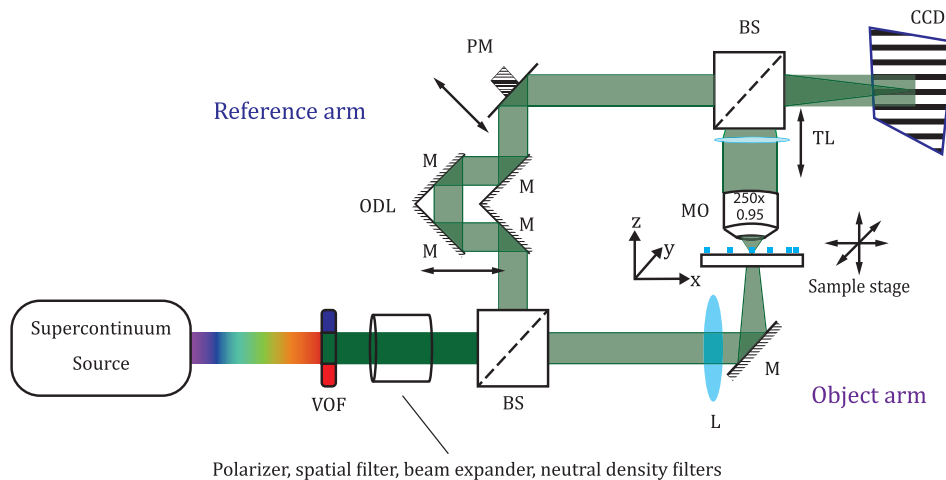 CCD
BS
PM
Reference arm
TL
M
M
ODL
MO
250x
0.95
M
M
z
y
x
Sample stage
Supercontinuum
Source
VOF
BS
L
M
Object arm
Polarizer, spatial filter, beam expander, neutral density filters